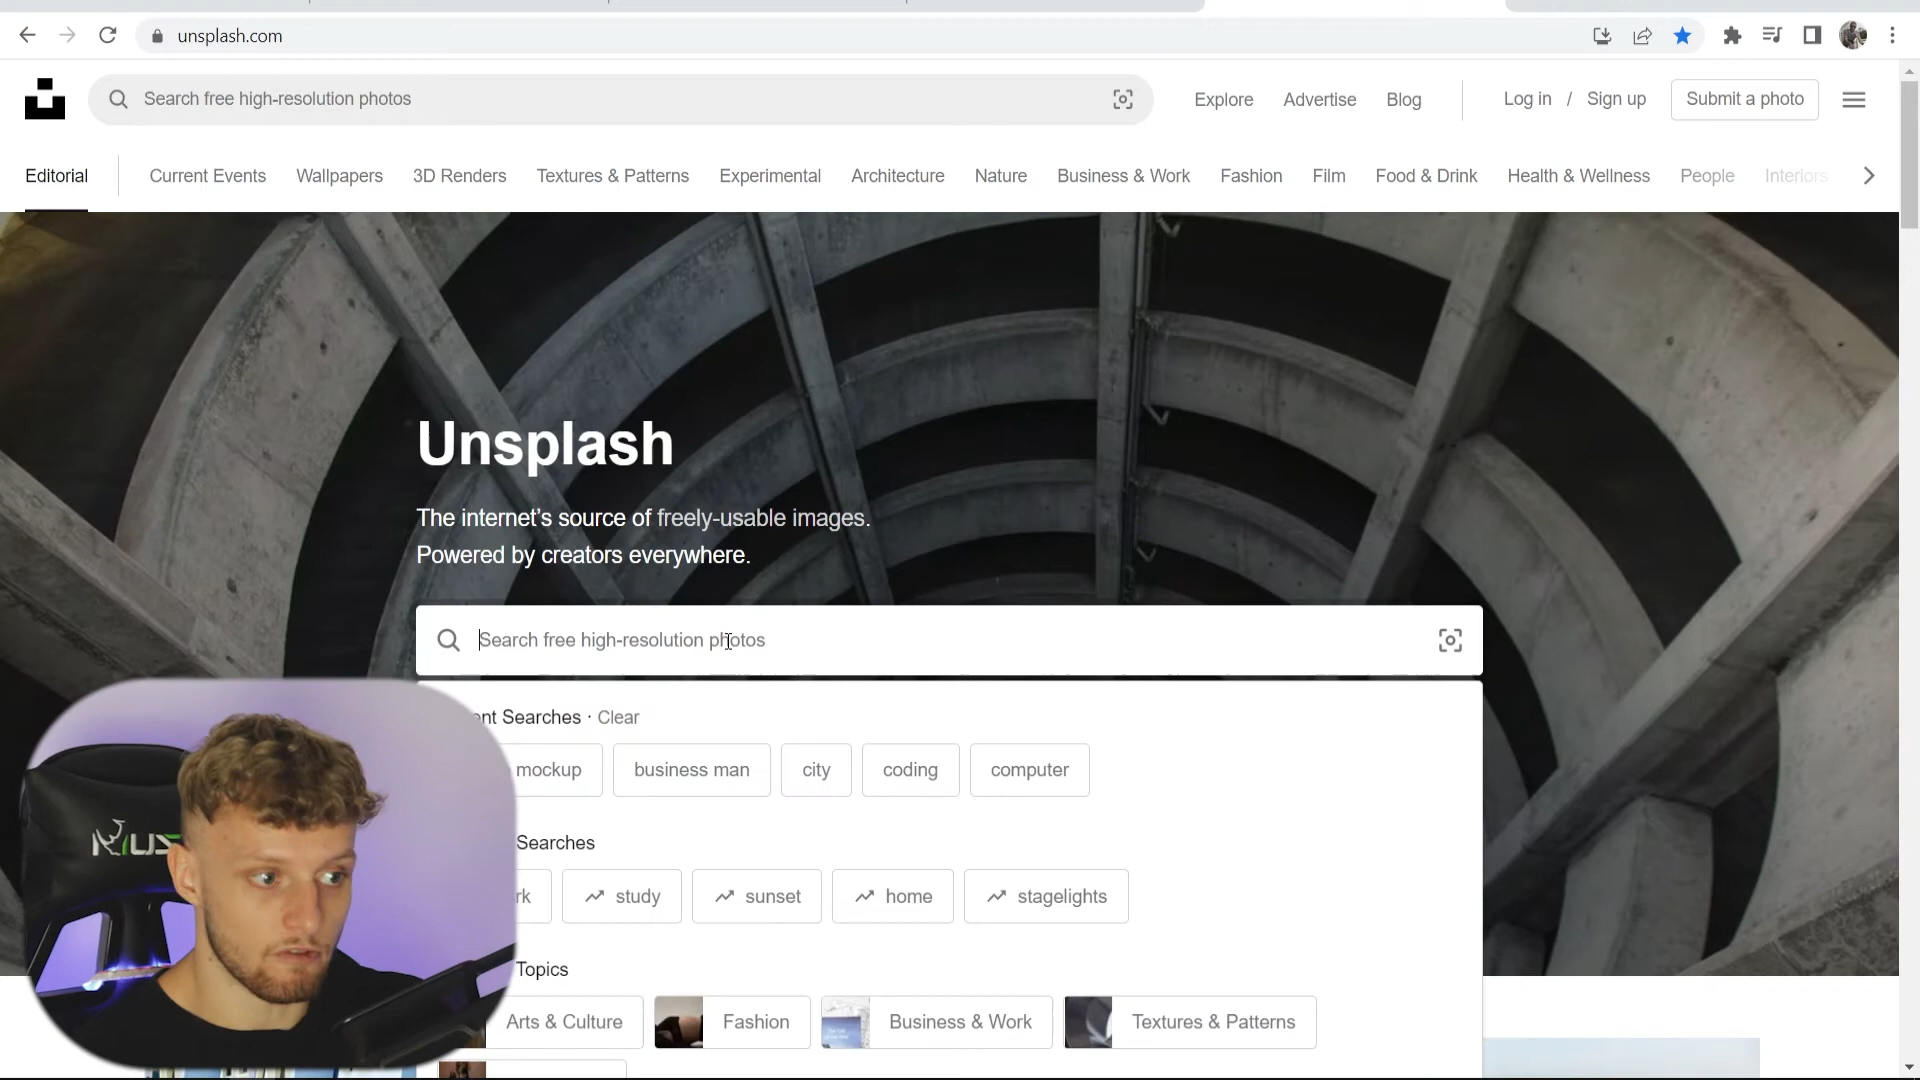 unsplash.com
Search free high-resolution photos
Explore Advertise Blog Log in / Sign up Submit a photo
Editorial Current Events Wallpapers 3D Renders Textures & Patterns Experimental Architecture Nature Business & Work Fashion Film Food & Drink Health & Wellness People Interiors
Unsplash
The internet's source of freely-usable images.
Powered by creators everywhere.
Search free high-resolution photos
Searches · Clear
mockup business man city coding computer
Searches
study sunset home stagelights
Topics
Arts & Culture Fashion Business & Work Textures & Patterns